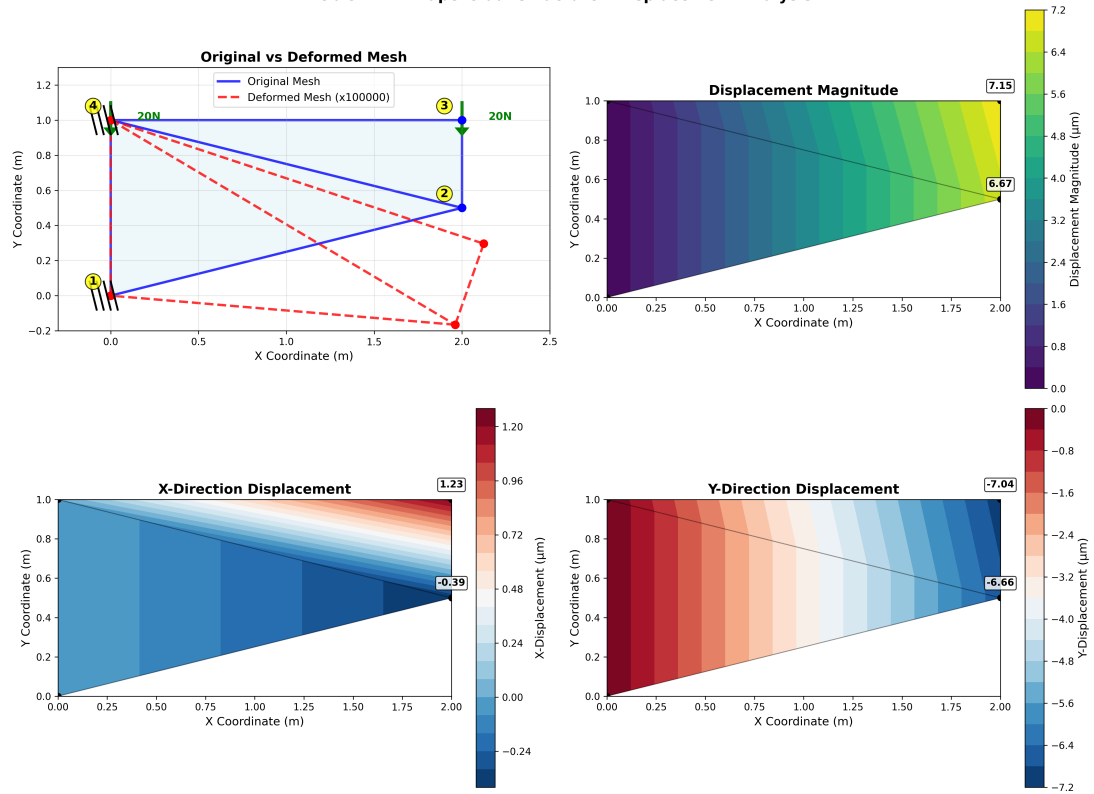 Original vs Deformed Mesh
Original Mesh
Deformed Mesh (x100000)
1.2
1.0
0.8
0.6
0.4
0.2
0.0
−0.2
Y Coordinate (m)
4
20N
3
20N
2
1
0.0 0.5 1.0 1.5 2.0 2.5
X Coordinate (m)
Displacement Magnitude
7.15
6.67
1.0
0.8
0.6
0.4
0.2
0.0
Y Coordinate (m)
0.00 0.25 0.50 0.75 1.00 1.25 1.50 1.75 2.00
X Coordinate (m)
7.2
6.4
5.6
4.8
4.0
3.2
2.4
1.6
0.8
0.0
Displacement Magnitude (μm)
X-Direction Displacement
1.23
-0.39
1.0
0.8
0.6
0.4
0.2
0.0
Y Coordinate (m)
0.00 0.25 0.50 0.75 1.00 1.25 1.50 1.75 2.00
X Coordinate (m)
1.20
0.96
0.72
0.48
0.24
0.00
−0.24
X-Displacement (μm)
Y-Direction Displacement
-7.04
-6.66
1.0
0.8
0.6
0.4
0.2
0.0
Y Coordinate (m)
0.00 0.25 0.50 0.75 1.00 1.25 1.50 1.75 2.00
X Coordinate (m)
0.0
−0.8
−1.6
−2.4
−3.2
−4.0
−4.8
−5.6
−6.4
−7.2
Y-Displacement (μm)